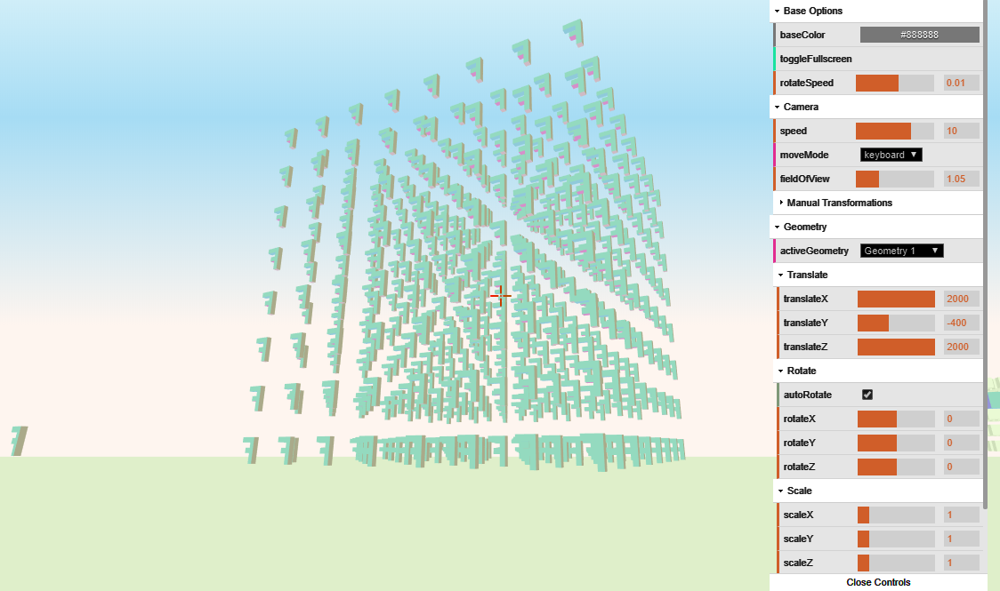 Base Options
baseColor #888888
toggleFullscreen
rotateSpeed 0.01
Camera
speed 10
moveMode keyboard
fieldOfView 1.05
Manual Transformations
Geometry
activeGeometry Geometry 1
Translate
translateX 2000
translateY -400
translateZ 2000
Rotate
autoRotate
rotateX 0
rotateY 0
rotateZ 0
Scale
scaleX 1
scaleY 1
scaleZ 1
Close Controls